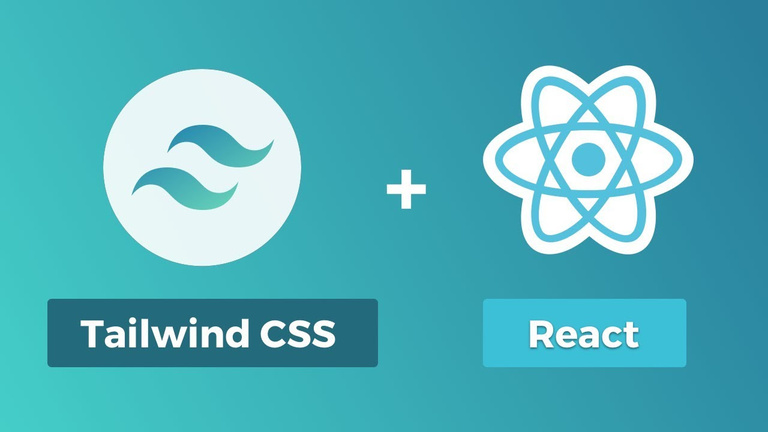 +
Tailwind CSS
React